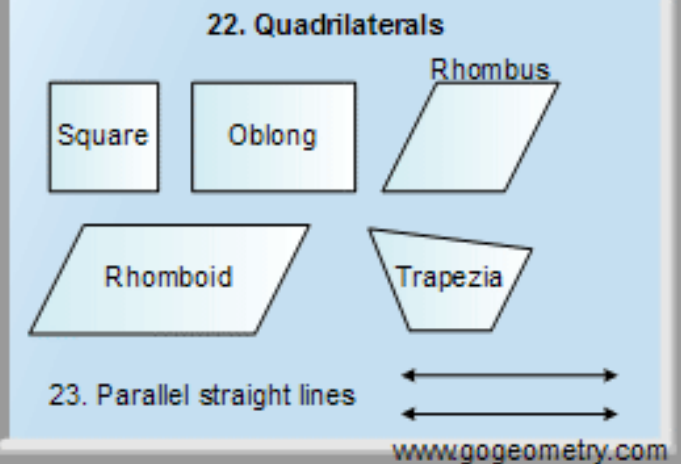 22. Quadrilaterals
Rhombus
Square
Oblong
Rhomboid
Trapezia
23. Parallel straight lines
www.gogeometry.com